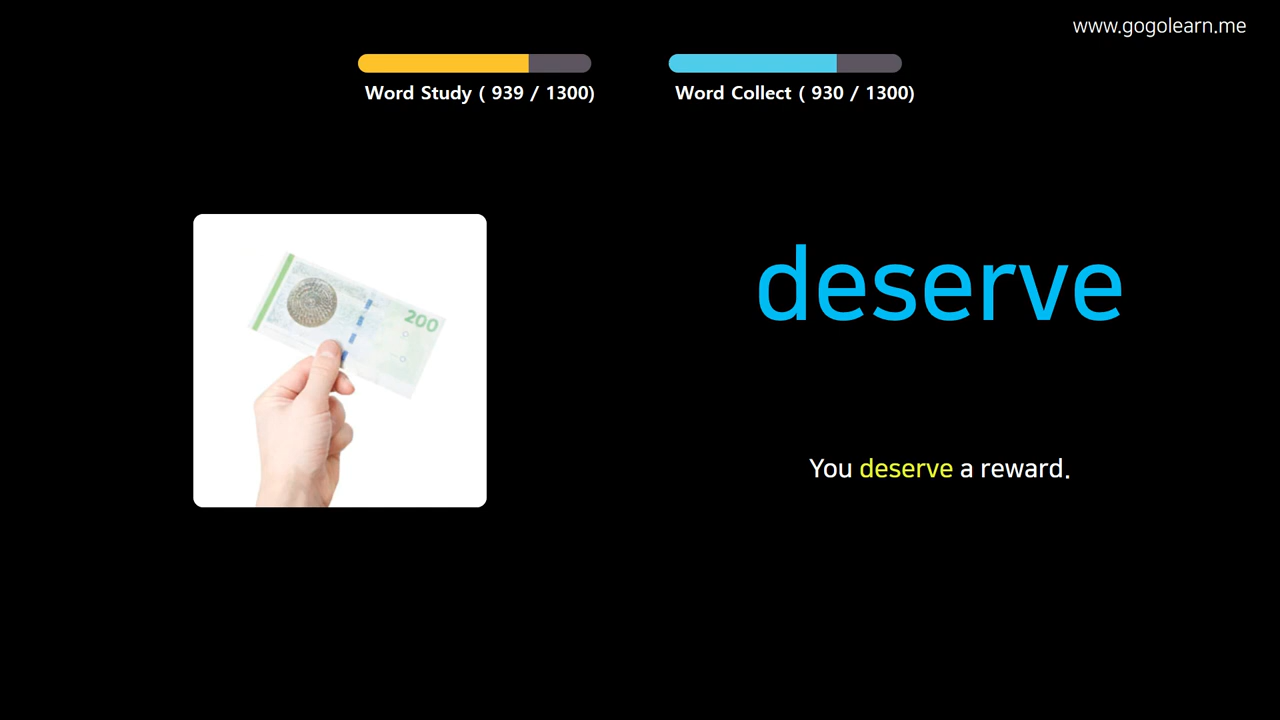 www.gogolearn.me
Word Study ( 939 / 1300)
Word Collect ( 930 / 1300)
200
deserve
You deserve a reward.